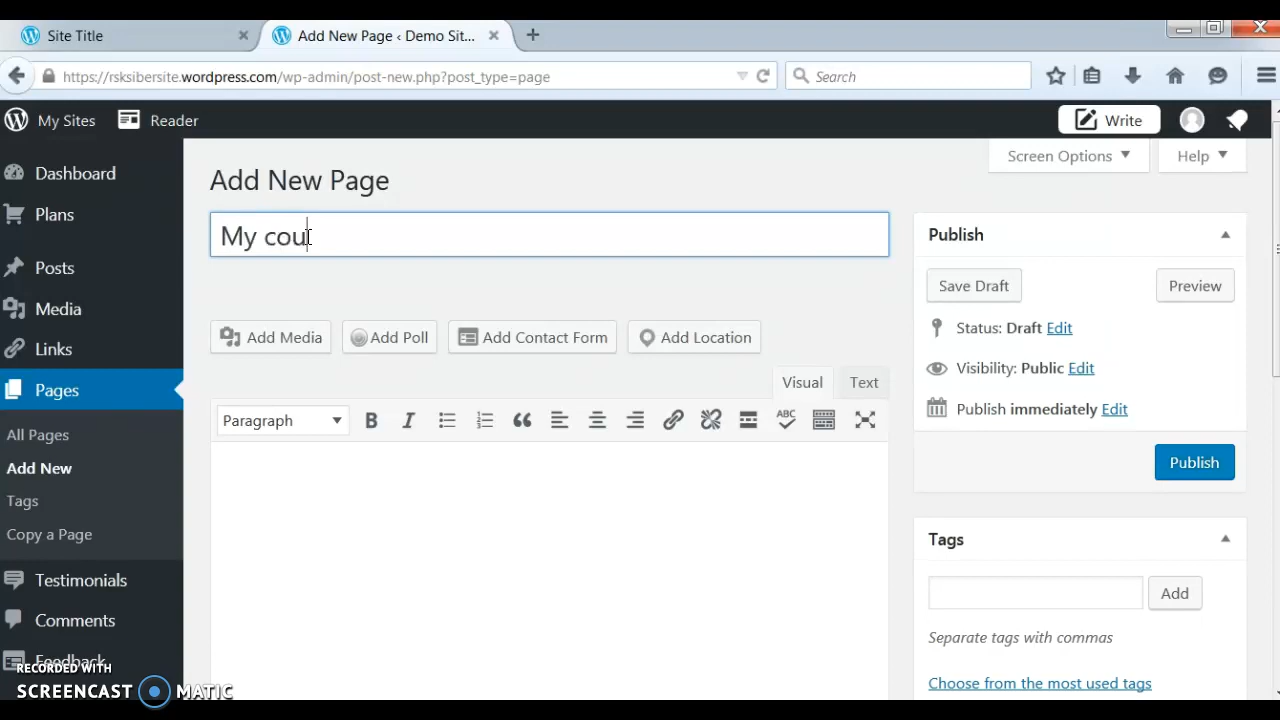 Site Title
Add New Page ‹ Demo Sit...
https://rsksibersite.wordpress.com/wp-admin/post-new.php?post_type=page
Search
My Sites
Reader
Write
Dashboard
Plans
Posts
Media
Links
Pages
All Pages
Add New
Tags
Copy a Page
Testimonials
Comments
Feedback
Screen Options
Help
Add New Page
My cou
Add Media
Add Poll
Add Contact Form
Add Location
Visual
Text
Paragraph
B
I
ABC
Publish
Save Draft
Preview
Status: Draft Edit
Visibility: Public Edit
Publish immediately Edit
Publish
Tags
Add
Separate tags with commas
Choose from the most used tags
RECORDED WITH
SCREENCAST MATIC